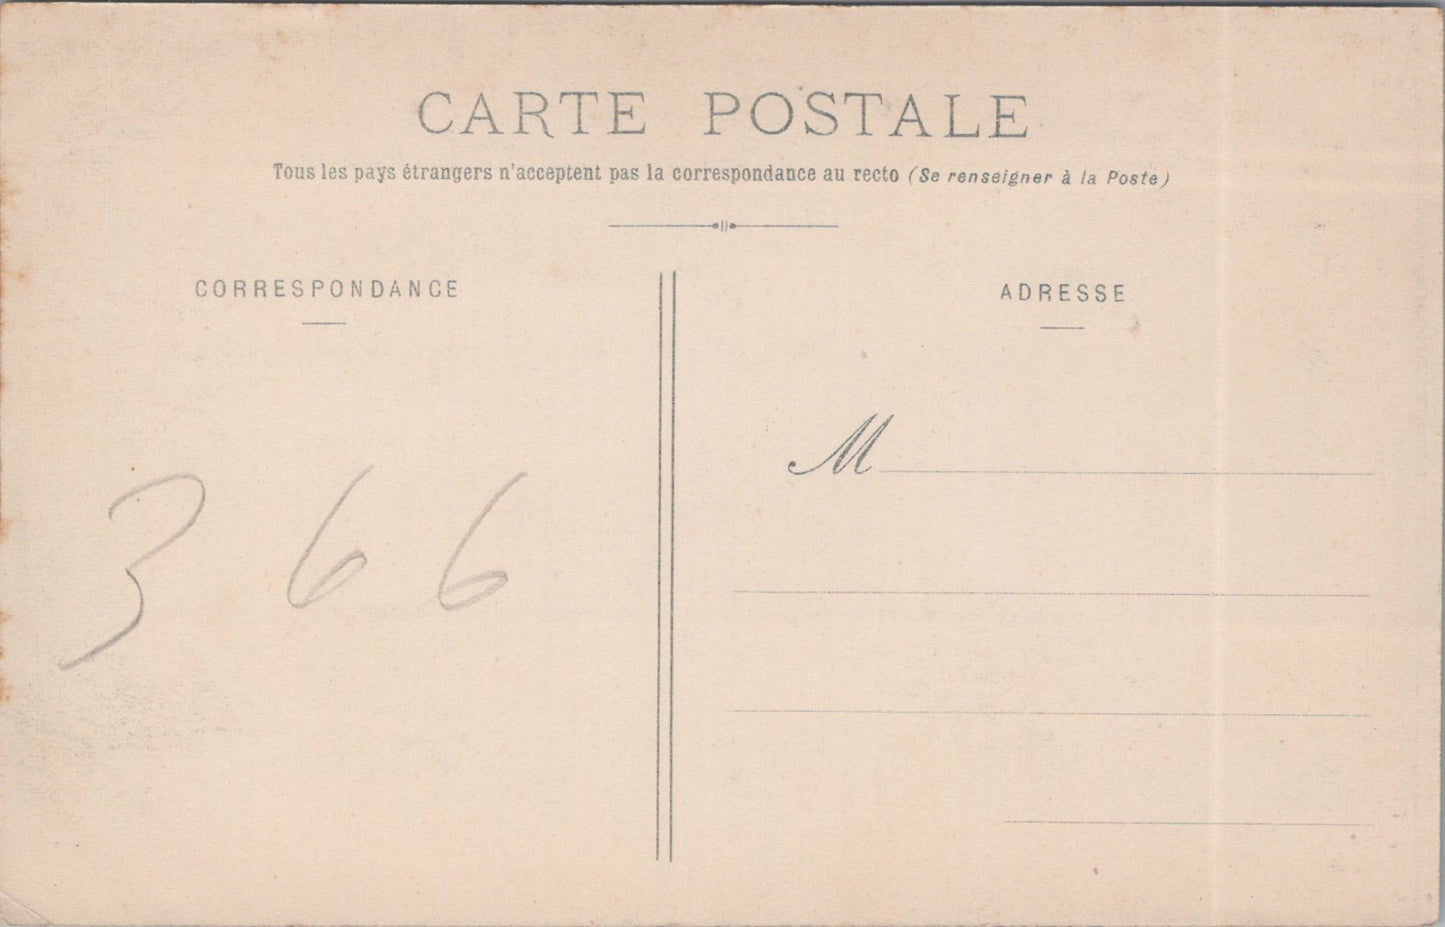 CARTE POSTALE
Tous les pays étrangers n'acceptent pas la correspondance au recto (Se renseigner à la Poste)
CORRESPONDANCE
ADRESSE
M
366